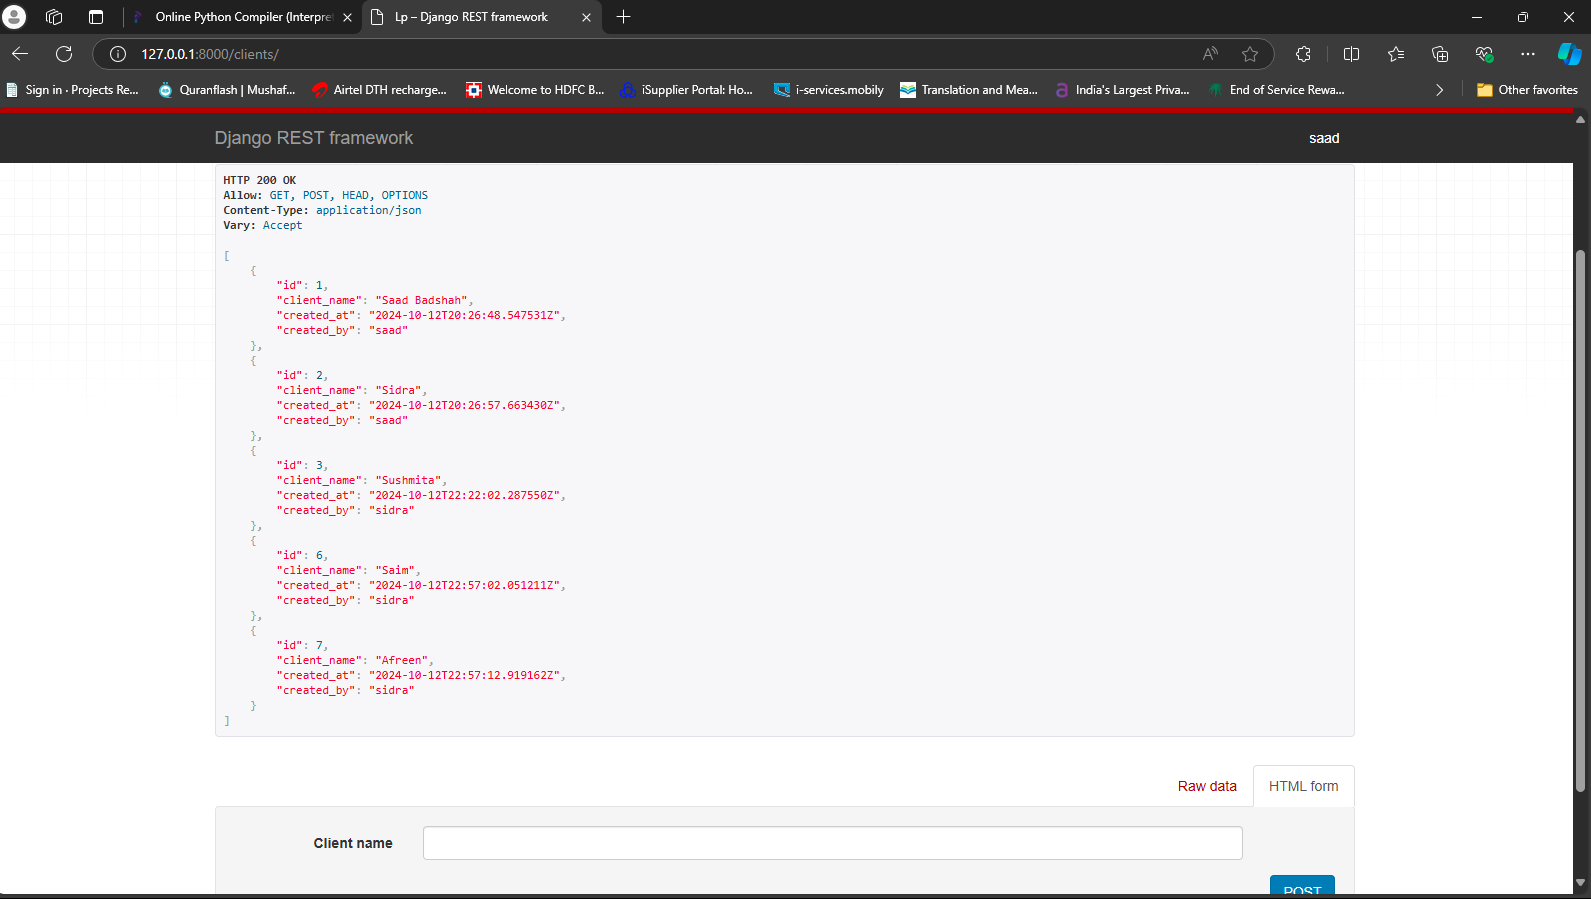 Online Python Compiler (Interpre
Lp – Django REST framework
127.0.0.1:8000/clients/
Sign in · Projects Re...
Quranflash | Mushaf...
Airtel DTH recharge...
Welcome to HDFC B...
iSupplier Portal: Ho...
i-services.mobily
Translation and Mea...
India's Largest Priva...
End of Service Rewa...
Other favorites
Django REST framework
saad
HTTP 200 OK
Allow: GET, POST, HEAD, OPTIONS
Content-Type: application/json
Vary: Accept
[
{
"id": 1,
"client_name": "Saad Badshah",
"created_at": "2024-10-12T20:26:48.547531Z",
"created_by": "saad"
},
{
"id": 2,
"client_name": "Sidra",
"created_at": "2024-10-12T20:26:57.663430Z",
"created_by": "saad"
},
{
"id": 3,
"client_name": "Sushmita",
"created_at": "2024-10-12T22:22:02.287550Z",
"created_by": "sidra"
},
{
"id": 6,
"client_name": "Saim",
"created_at": "2024-10-12T22:57:02.051211Z",
"created_by": "sidra"
},
{
"id": 7,
"client_name": "Afreen",
"created_at": "2024-10-12T22:57:12.919162Z",
"created_by": "sidra"
}
]
Raw data
HTML form
Client name
POST